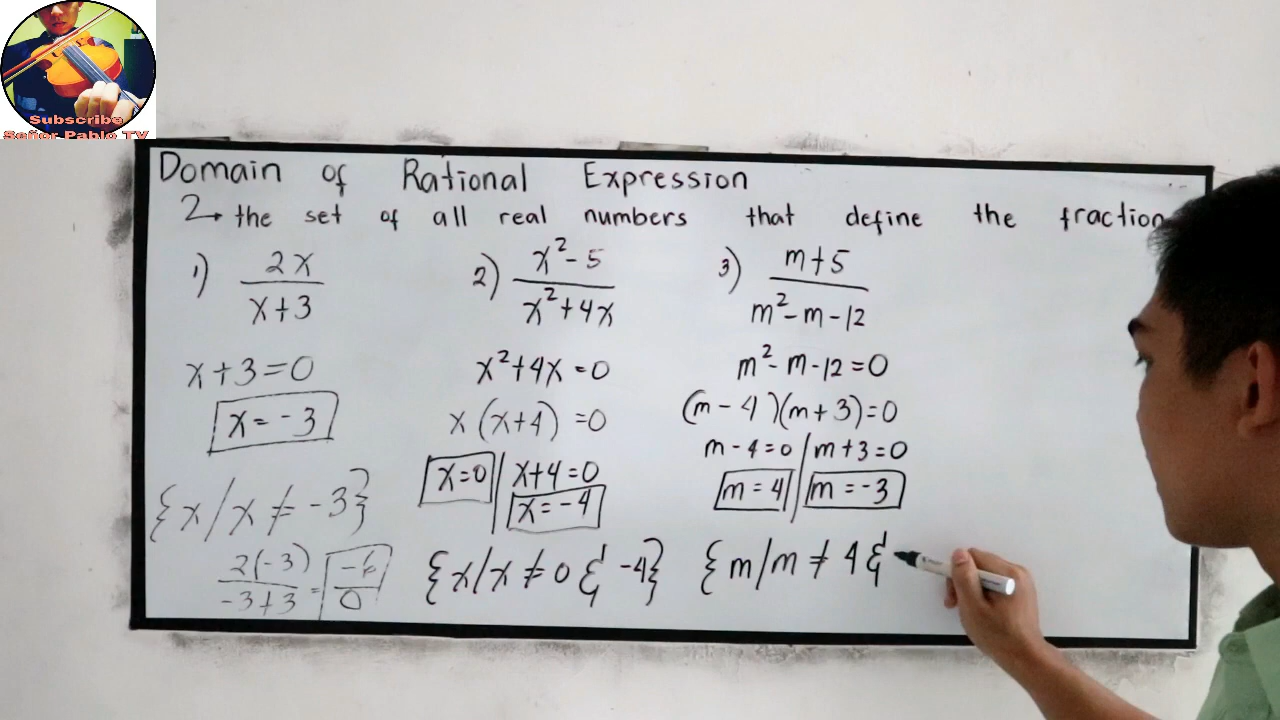 Subscribe
Señor Pablo TV
Domain of Rational Expression
the set of all real numbers that define the fraction
1) 2x
x+3
x+3=0
x=-3
{x/x ≠ -3}
2(-3)
-3+3
=
-6
0
2) x²-5
x²+4x
x²+4x=0
x(x+4)=0
x=0 | x+4=0
x=-4
{x/x ≠ 0 & -4}
3) m+5
m²-m-12
m²-m-12=0
(m-4)(m+3)=0
m-4=0 | m+3=0
m=4 | m=-3
{m/m ≠ 4 &